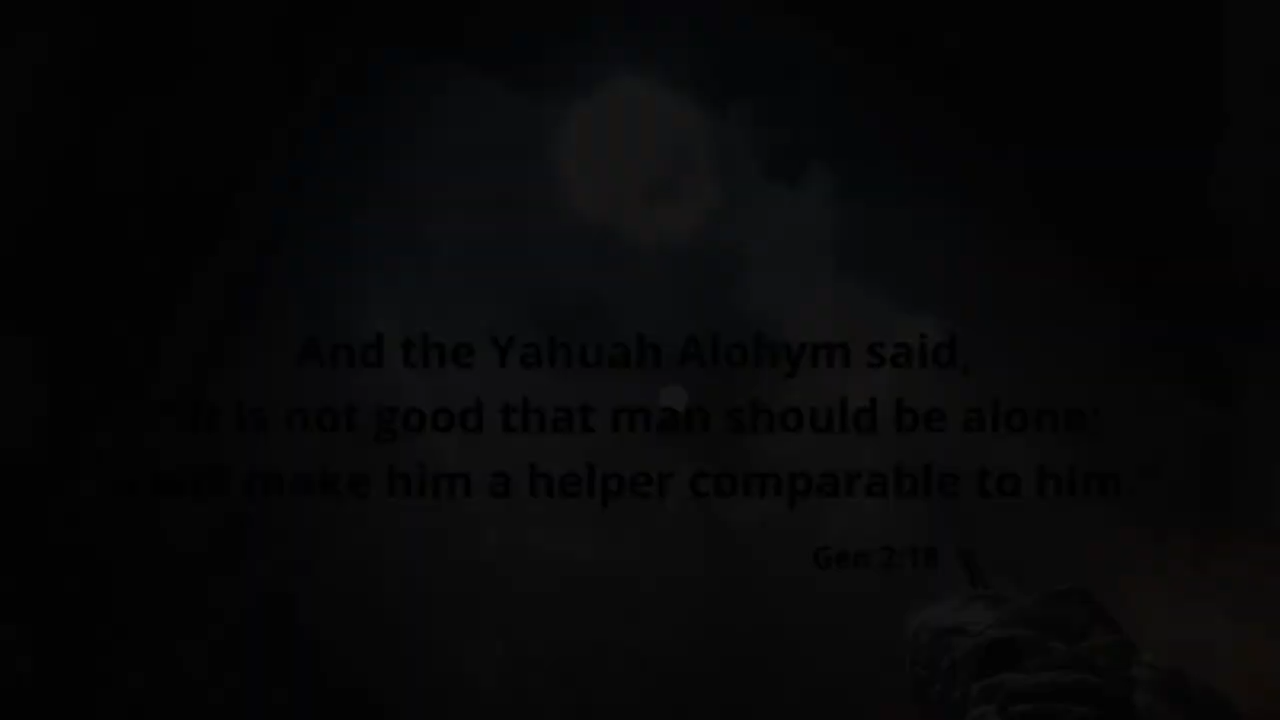 And the Yahuah Alohym said,
It is not good that man should be alone;
will make him a helper comparable to him."
Gen 2:18